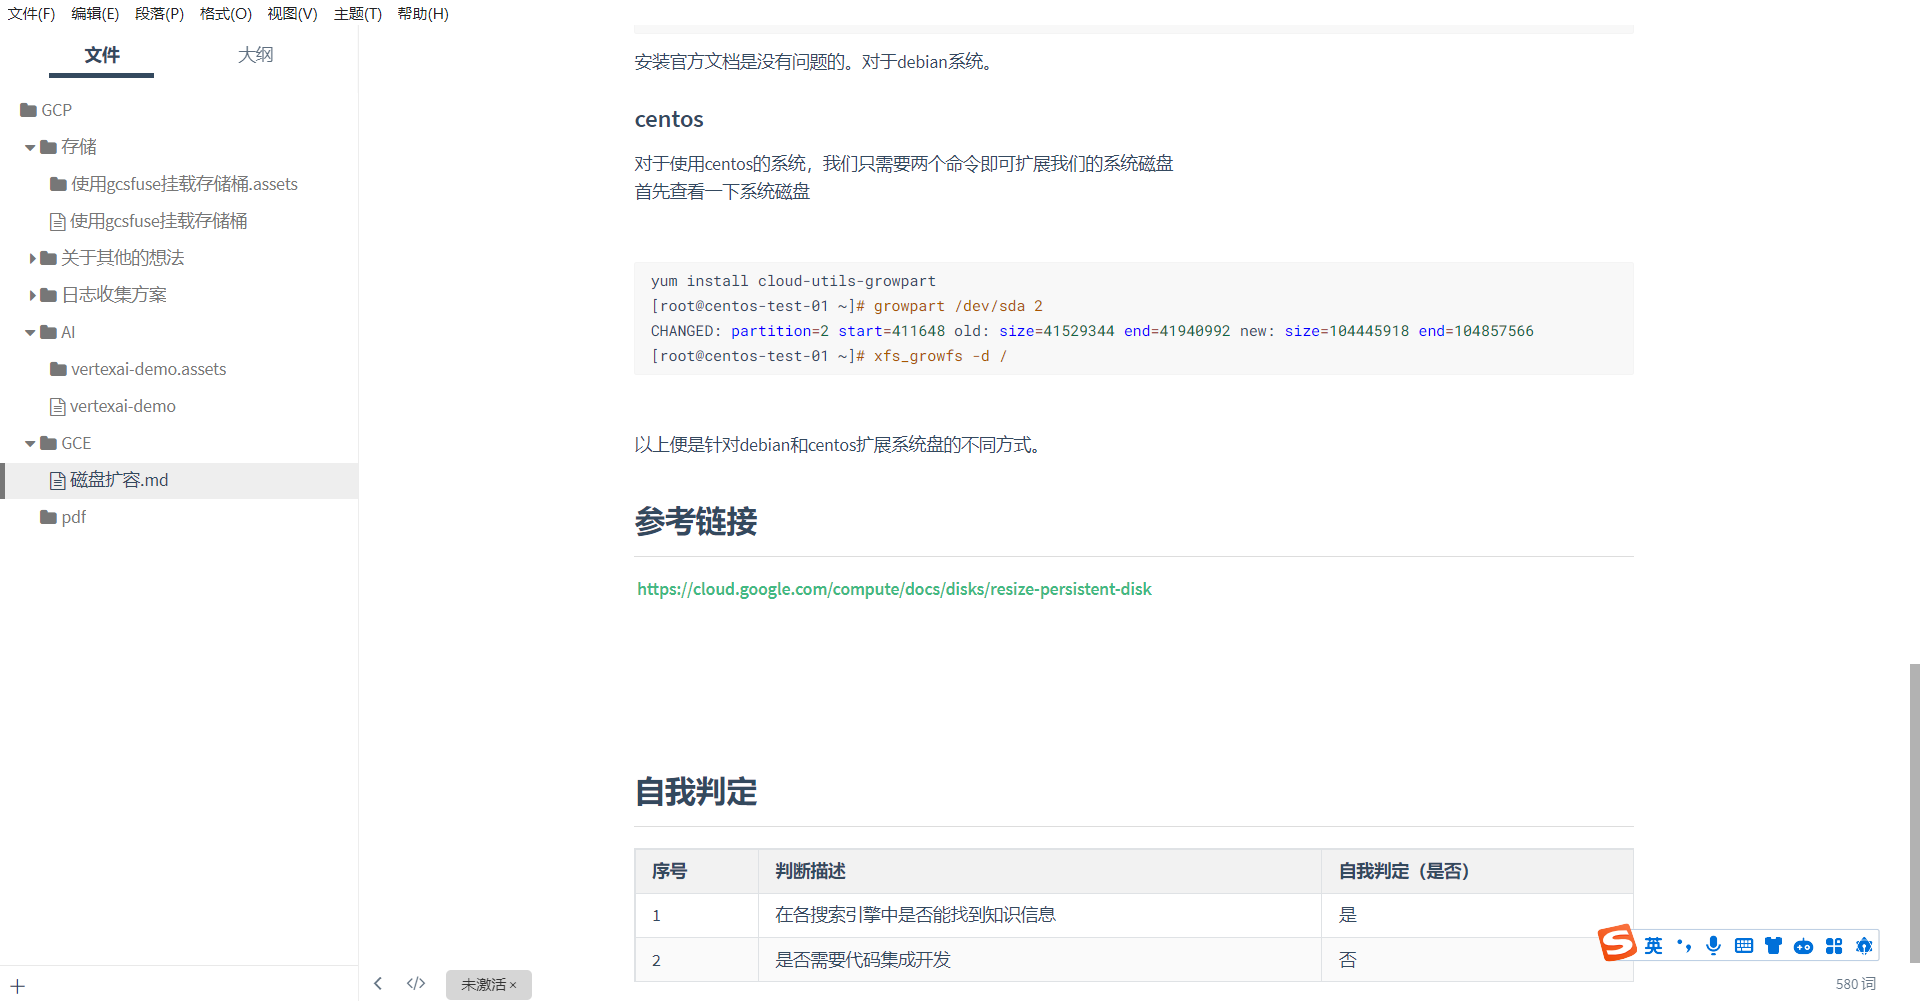 文件(F) 编辑(E) 段落(P) 格式(O) 视图(V) 主题(T) 帮助(H)
文件 大纲
GCP
存储
使用gcsfuse挂载存储桶.assets
使用gcsfuse挂载存储桶
关于其他的想法
日志收集方案
AI
vertexai-demo.assets
vertexai-demo
GCE
磁盘扩容.md
pdf
安装官方文档是没有问题的。对于debian系统。
centos
对于使用centos的系统，我们只需要两个命令即可扩展我们的系统磁盘
首先查看一下系统磁盘
yum install cloud-utils-growpart
[root@centos-test-01 ~]# growpart /dev/sda 2
CHANGED: partition=2 start=411648 old: size=41529344 end=41940992 new: size=104445918 end=104857566
[root@centos-test-01 ~]# xfs_growfs -d /
以上便是针对debian和centos扩展系统盘的不同方式。
参考链接
https://cloud.google.com/compute/docs/disks/resize-persistent-disk
自我判定
序号 判断描述 自我判定（是否）
1 在各搜索引擎中是否能找到知识信息 是
2 是否需要代码集成开发 否
英
未激活 ×
580 词